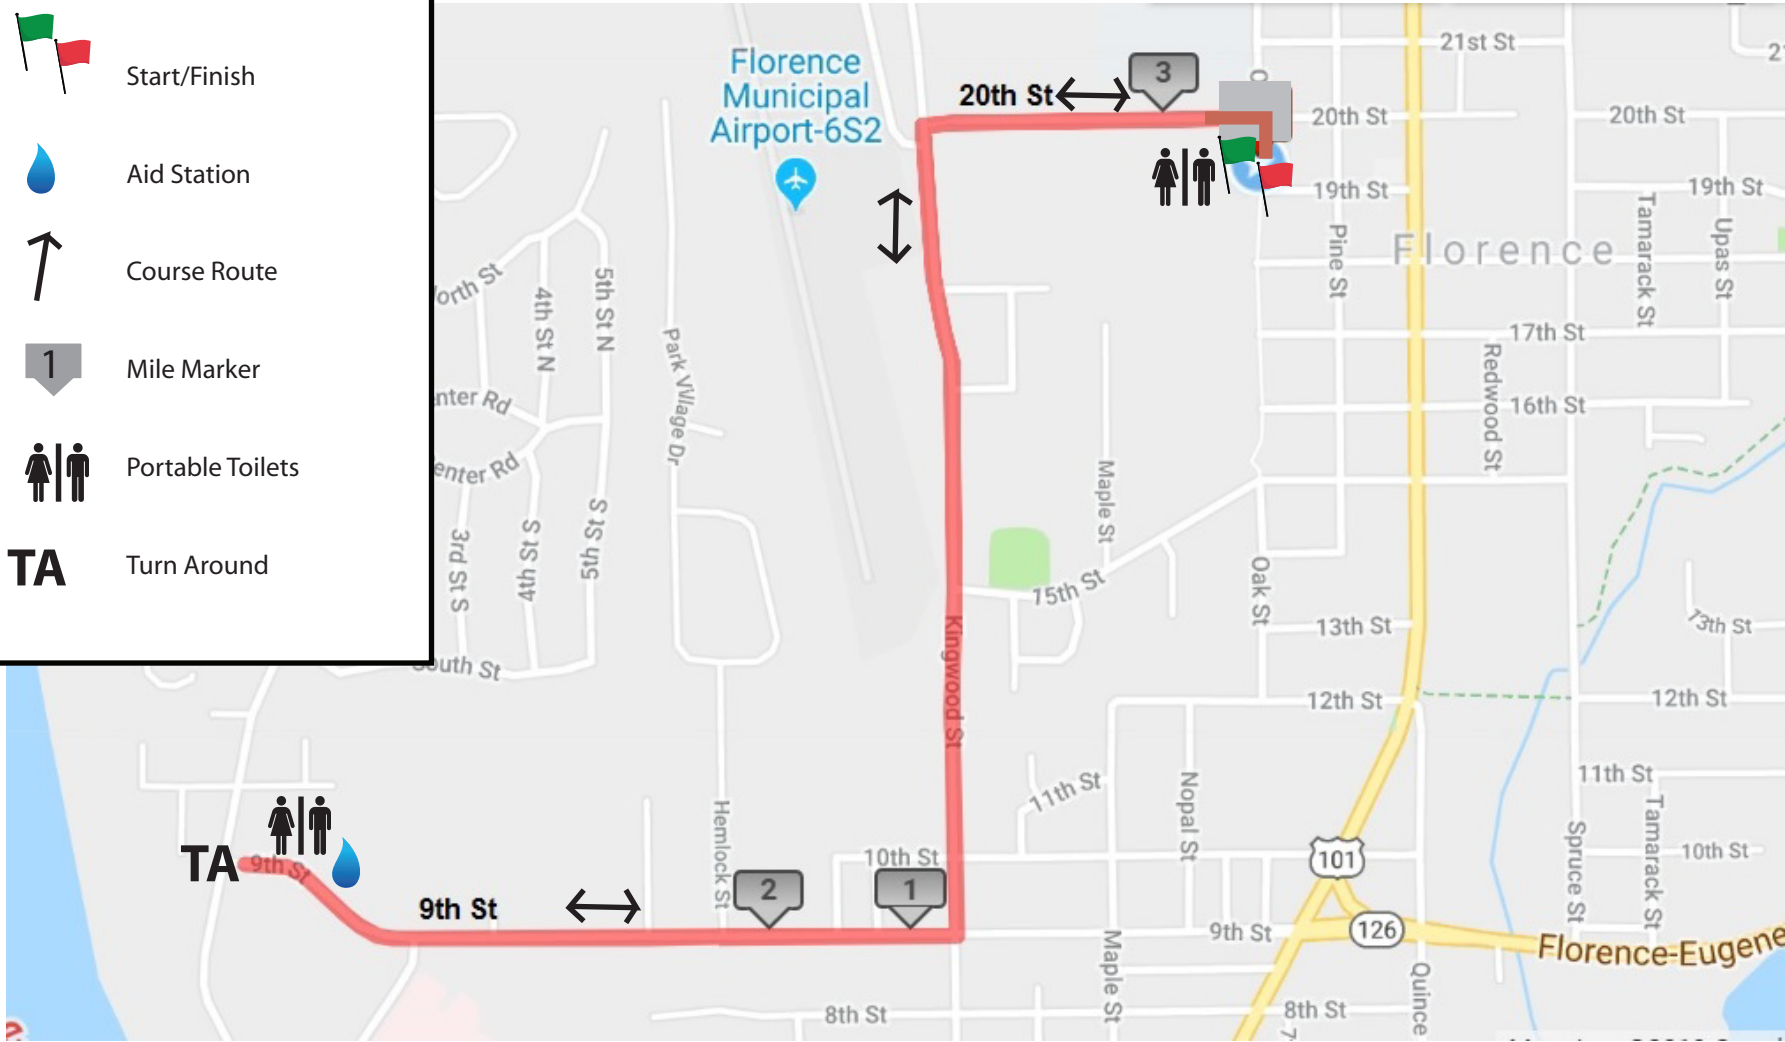 Start/Finish
Aid Station
Course Route
1
Mile Marker
Portable Toilets
TA
Turn Around
Florence
Municipal
Airport-6S2
20th St
3
21st St
20th St
20th St
19th St
19th St
Florence
Pine St
Tamarack St
Upas St
17th St
Redwood St
16th St
4th St N
5th St N
Park Village Dr
enter Rd
3rd St S
4th St S
5th St S
South St
Maple St
15th St
Oak St
13th St
13th St
Kingwood St
12th St
12th St
11th St
11th St
Nopal St
Hemlock St
10th St
10th St
Spruce St
Tamarack St
101
TA
9th St
9th St
2
1
9th St
126
Florence-Eugene
Maple St
Quince
8th St
8th St